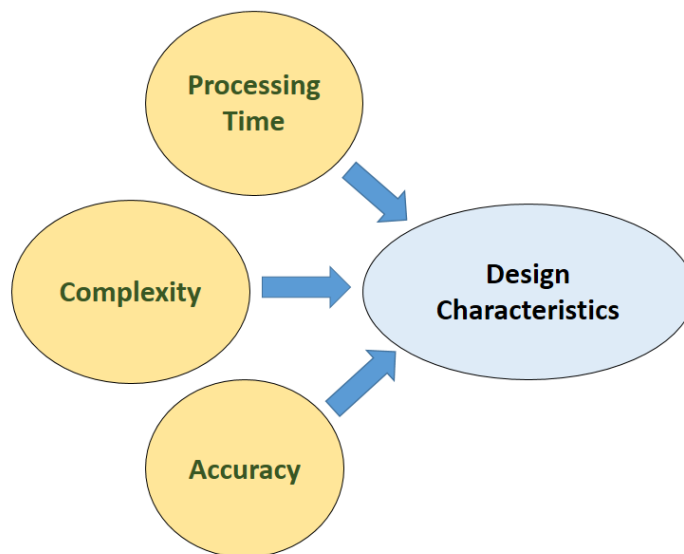 Processing
Time
Complexity
Design
Characteristics
Accuracy